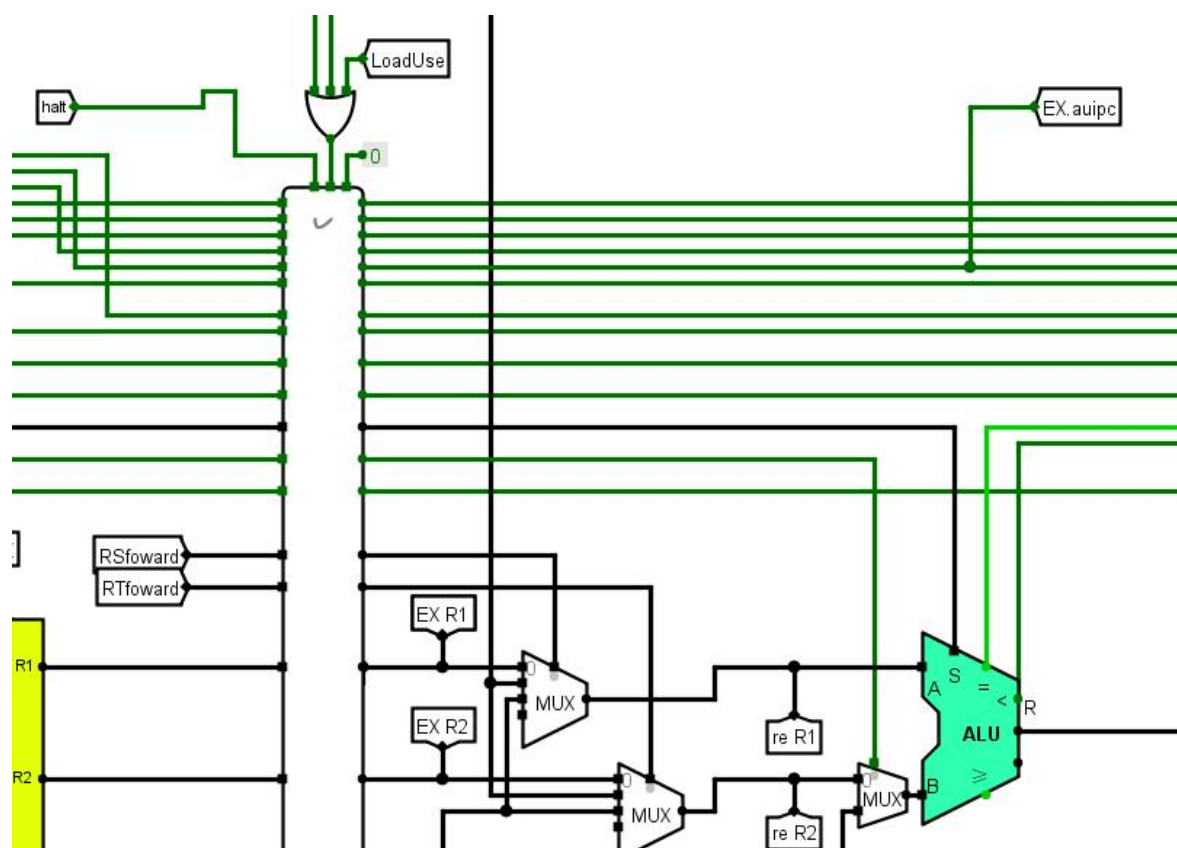 LoadUse
halt
EX.auipc
0
RSfoward
RTfoward
EX R1
R1
0
MUX
A
S
=
<
R
EX R2
re R1
ALU
R2
0
MUX
0
MUX
B
≥
re R2